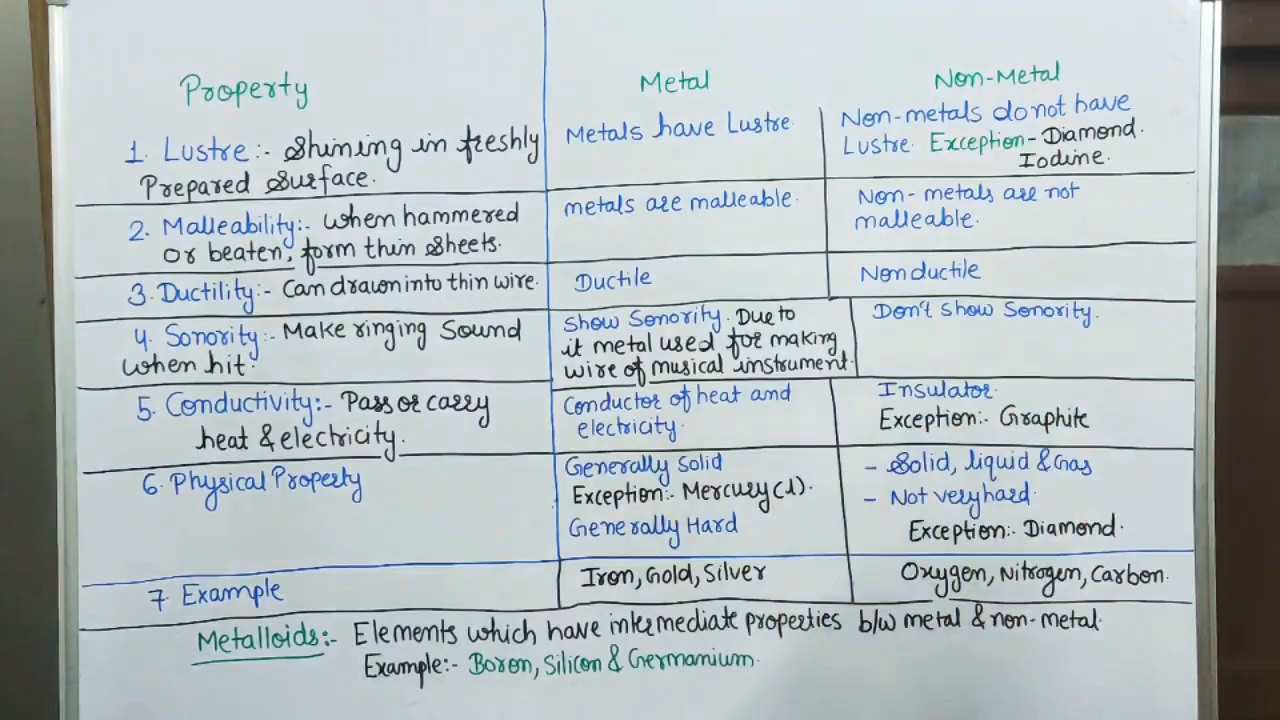 Property
Metal
Non-Metal
1. Lustre:- Shining in freshly
Prepared Surface.
Metals have Lustre.
Non-metals do not have
Lustre. Exception- Diamond.
Iodine.
2. Malleability:- when hammered
or beaten, form thin sheets.
metals are malleable.
Non-metals are not
malleable.
3. Ductility:- Can drawn into thin wire.
Ductile
Non ductile
4. Sonority:- Make ringing Sound
when hit.
Show Sonority. Due to
it metal used for making
wire of musical instrument.
Don't show Sonority.
5. Conductivity:- Pass or carry
heat & electricity.
Conductor of heat and
electricity.
Insulator.
Exception:- Graphite
6. Physical Property
Generally Solid
Exception:- Mercury(l).
Generally Hard
- Solid, liquid & Gas
- Not very hard.
Exception:- Diamond.
7 Example
Iron, Gold, Silver
Oxygen, Nitrogen, Carbon.
Metalloids:- Elements which have intermediate properties b/w metal & non-metal.
Example:- Boron, Silicon & Germanium.